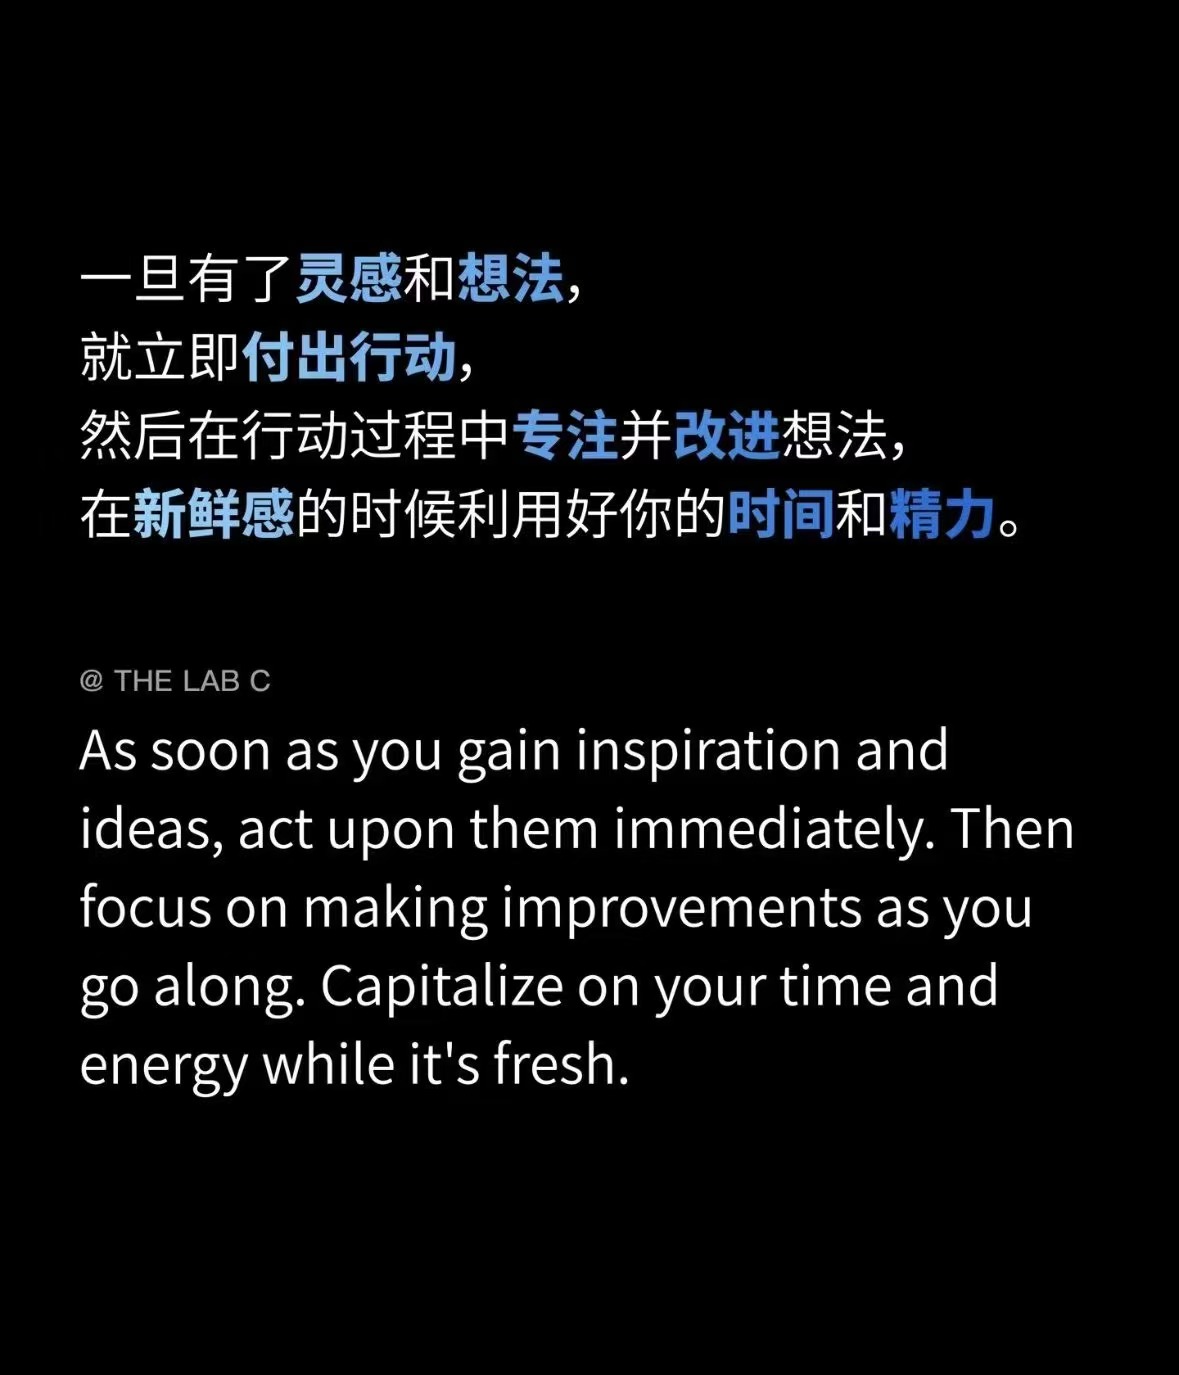 一旦有了灵感和想法，
就立即付出行动，
然后在行动过程中专注并改进想法，
在新鲜感的时候利用好你的时间和精力。
@ THE LAB C
As soon as you gain inspiration and
ideas, act upon them immediately. Then
focus on making improvements as you
go along. Capitalize on your time and
energy while it's fresh.